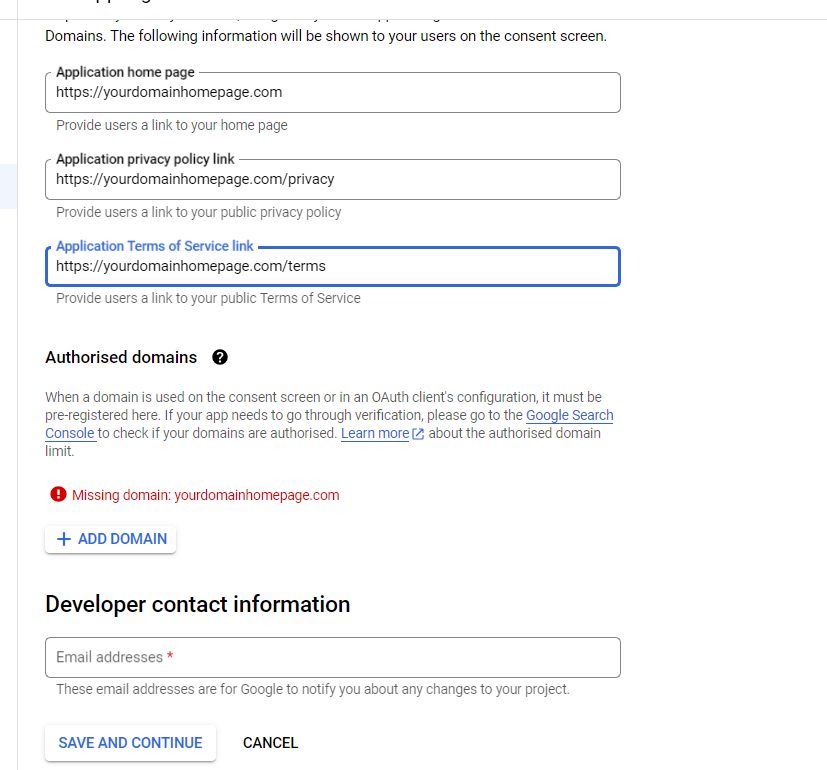 Domains. The following information will be shown to your users on the consent screen.
Application home page
https://yourdomainhomepage.com
Provide users a link to your home page
Application privacy policy link
https://yourdomainhomepage.com/privacy
Provide users a link to your public privacy policy
Application Terms of Service link
https://yourdomainhomepage.com/terms
Provide users a link to your public Terms of Service
Authorised domains
When a domain is used on the consent screen or in an OAuth client's configuration, it must be
pre-registered here. If your app needs to go through verification, please go to the Google Search
Console to check if your domains are authorised. Learn more about the authorised domain
limit.
Missing domain: yourdomainhomepage.com
ADD DOMAIN
Developer contact information
Email addresses *
These email addresses are for Google to notify you about any changes to your project.
SAVE AND CONTINUE CANCEL